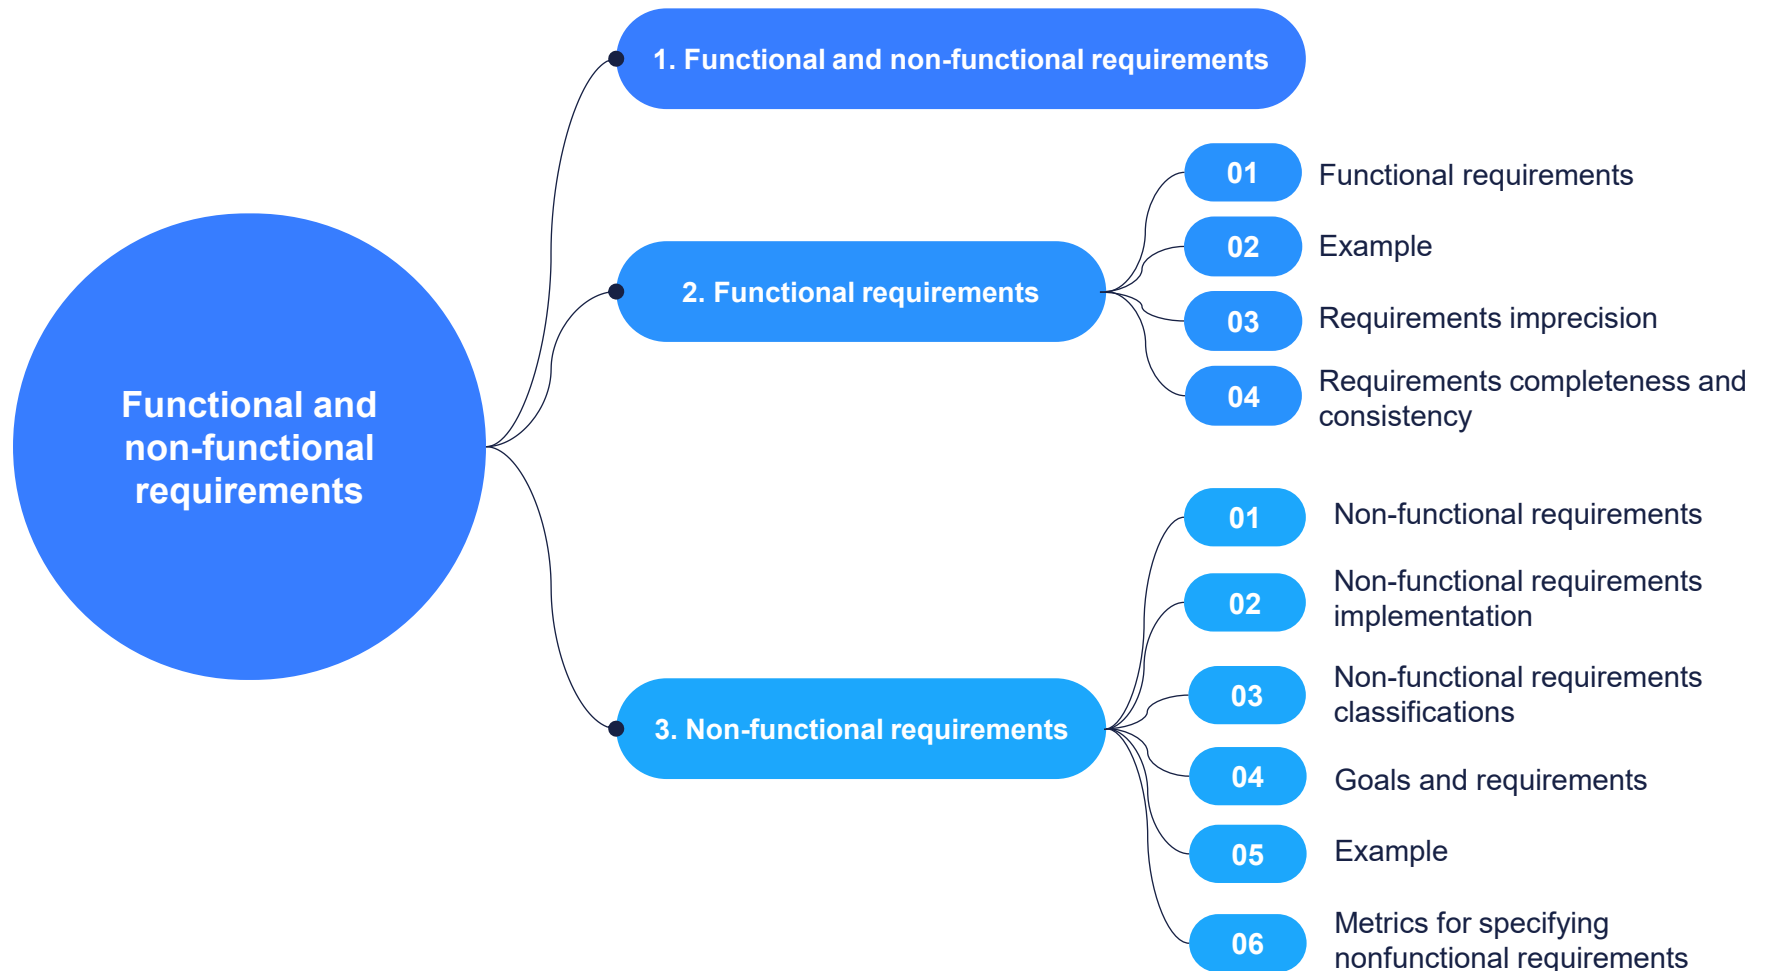 Functional and
non-functional
requirements
1. Functional and non-functional requirements
2. Functional requirements
01
Functional requirements
02
Example
03
Requirements imprecision
04
Requirements completeness and
consistency
3. Non-functional requirements
01
Non-functional requirements
02
Non-functional requirements
implementation
03
Non-functional requirements
classifications
04
Goals and requirements
05
Example
06
Metrics for specifying
nonfunctional requirements